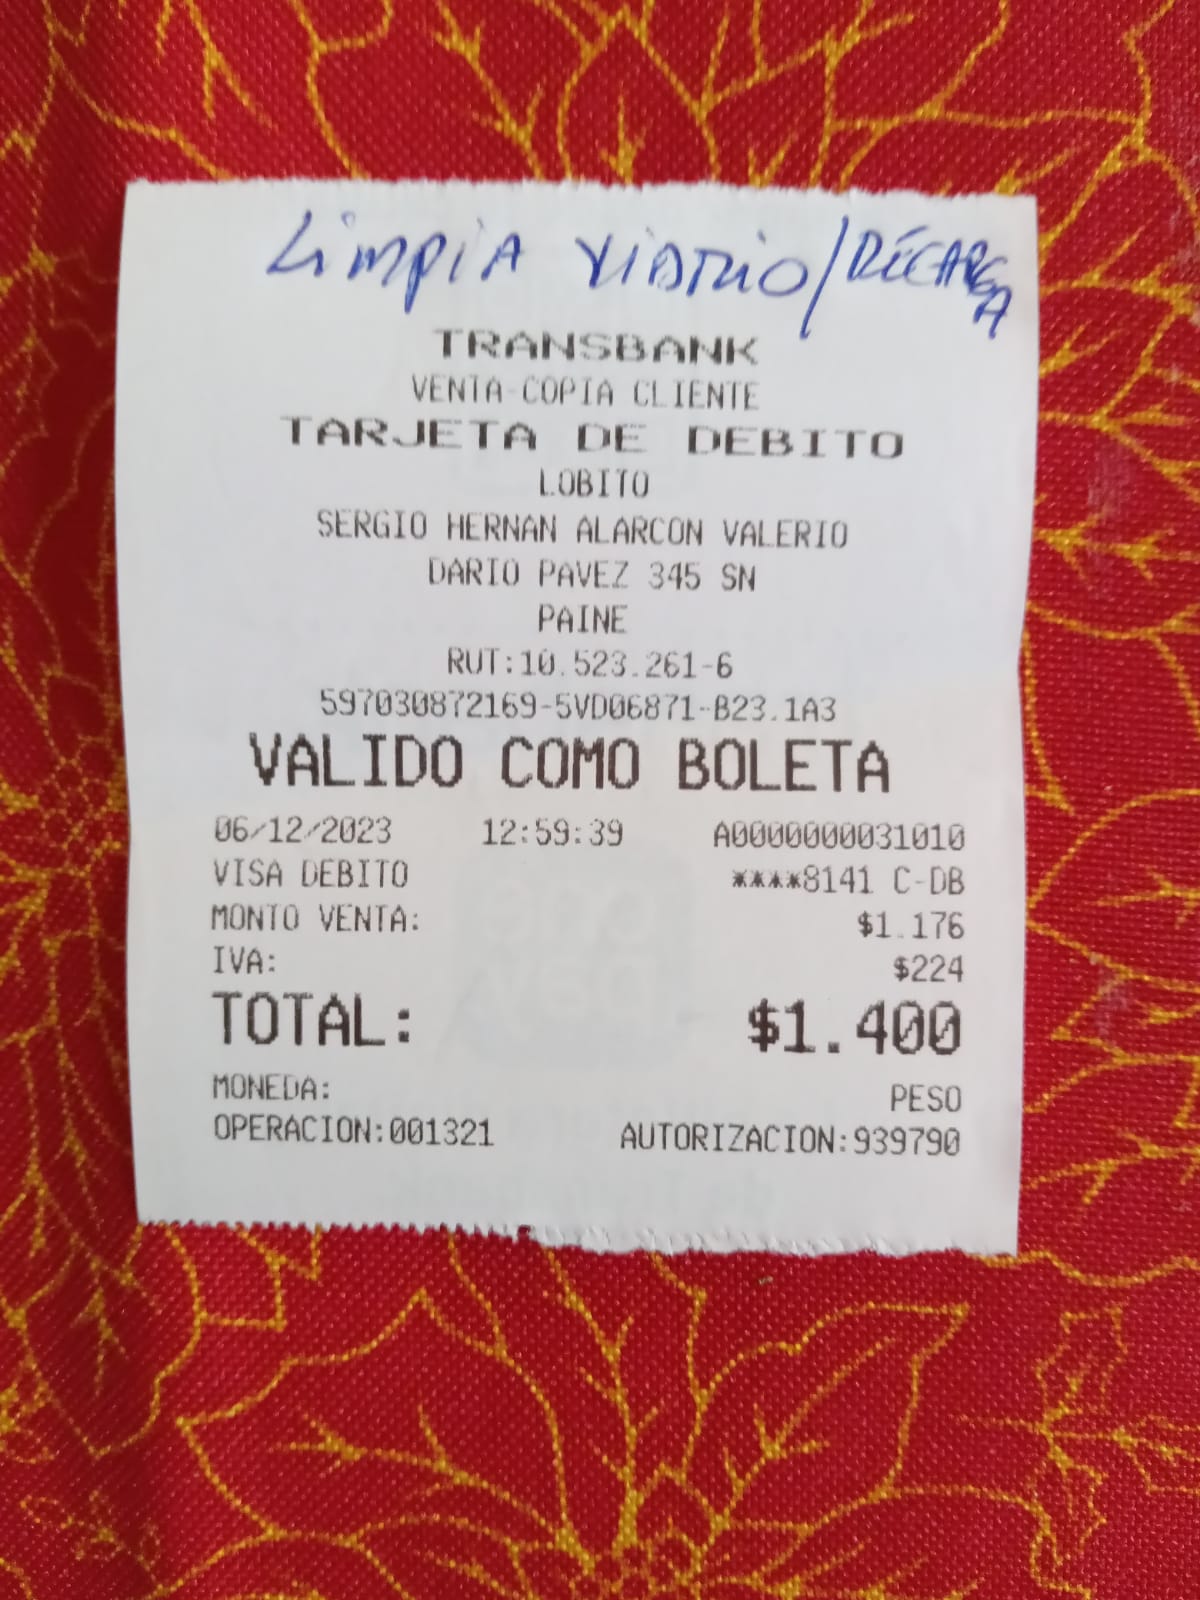 Limpia vidrio/RECARGA
TRANSBANK
VENTA-COPIA CLIENTE
TARJETA DE DEBITO
LOBITO
SERGIO HERNAN ALARCON VALERIO
DARIO PAVEZ 345 SN
PAINE
RUT:10.523.261-6
597030872169-5VD06871-B23.1A3
VALIDO COMO BOLETA
06/12/2023 12:59:39 A0000000031010
VISA DEBITO ****8141 C-DB
MONTO VENTA: $1.176
IVA: $224
TOTAL: $1.400
MONEDA: PESO
OPERACION:001321 AUTORIZACION:939790